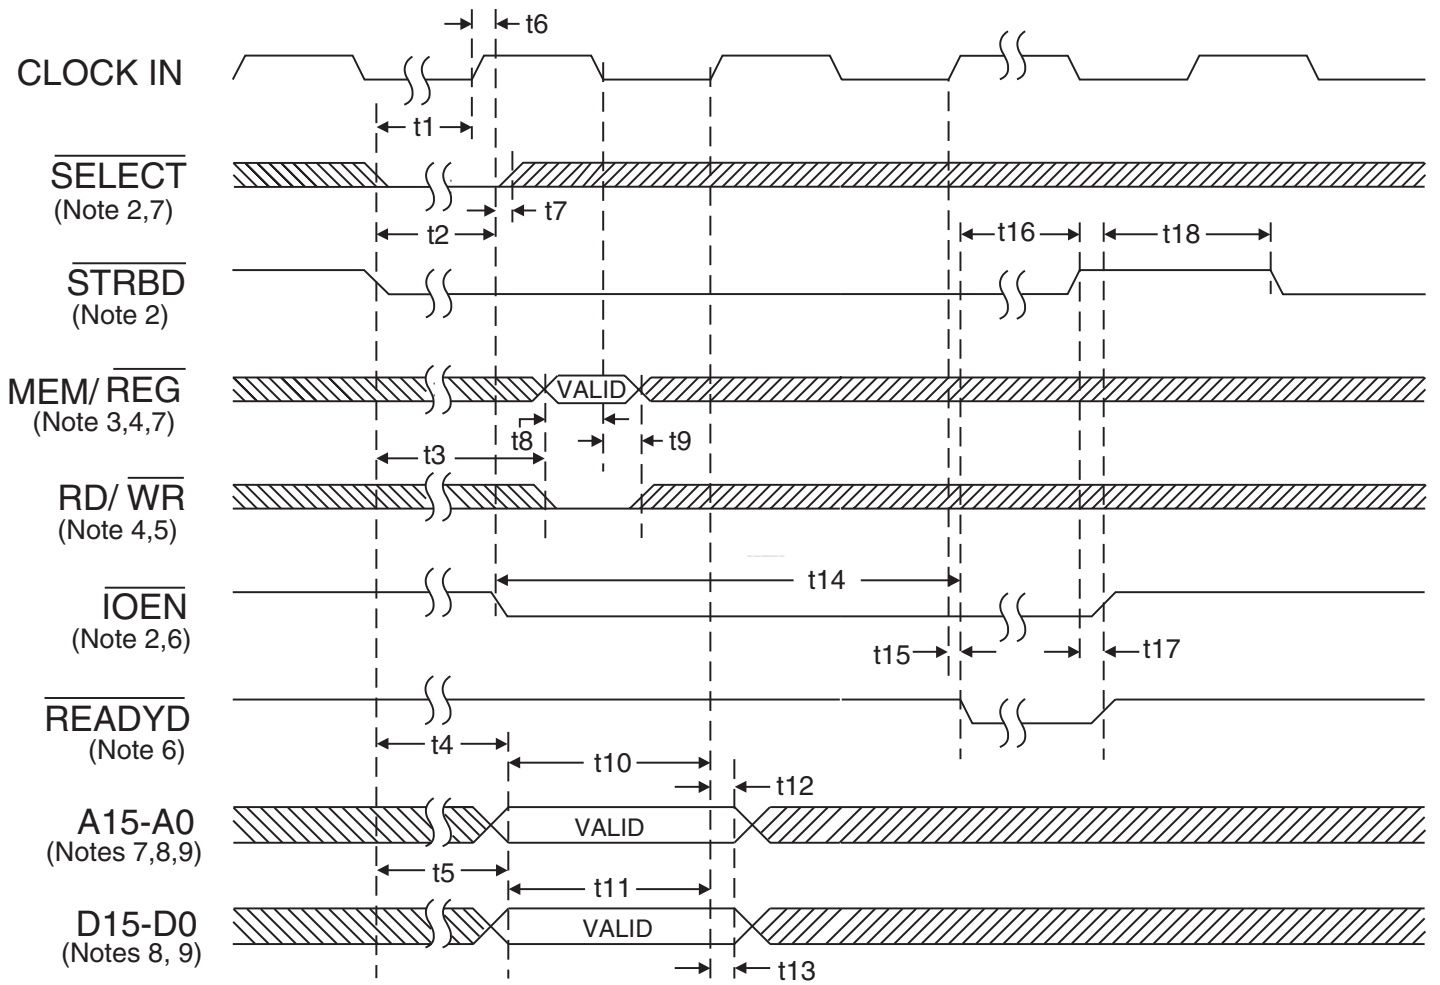 t6
CLOCK IN
t1
SELECT
(Note 2,7)
t7
t2
t16
t18
STRBD
(Note 2)
MEM/ REG
(Note 3,4,7)
VALID
t8
t9
t3
RD/ WR
(Note 4,5)
t14
IOEN
(Note 2,6)
t15
t17
READYD
(Note 6)
t4
t10
t12
A15-A0
(Notes 7,8,9)
VALID
t5
t11
D15-D0
(Notes 8, 9)
VALID
t13